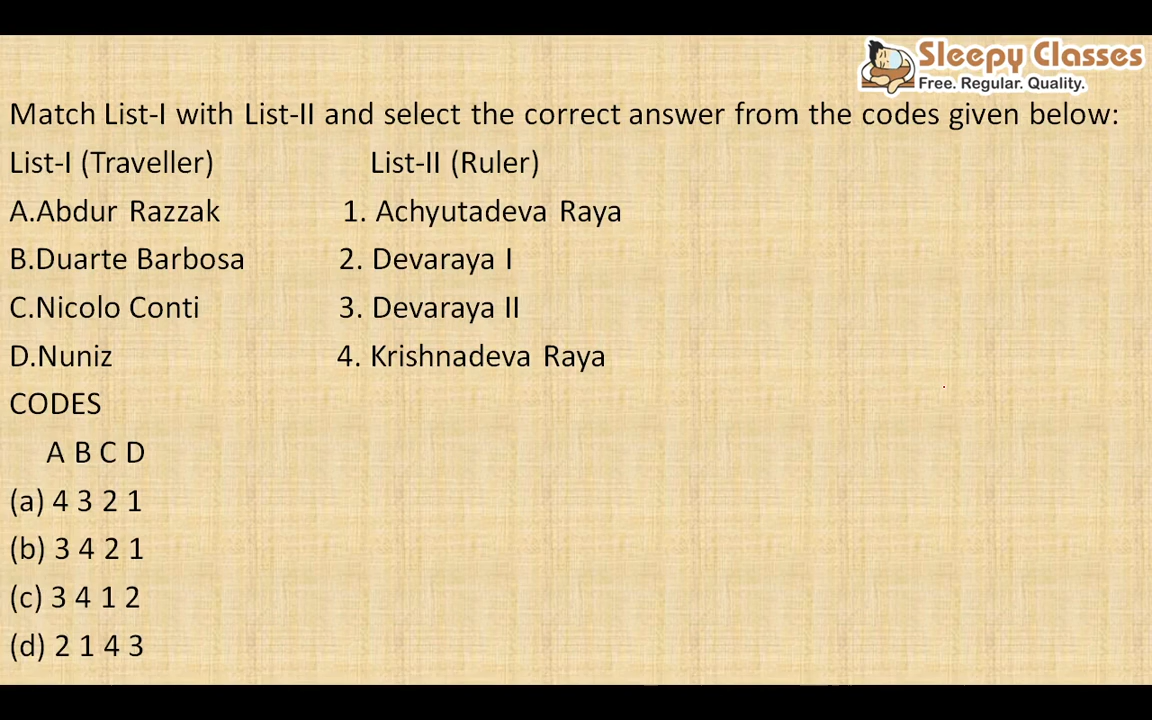 Sleepy Classes
Free. Regular. Quality.
Match List-I with List-II and select the correct answer from the codes given below:
List-I (Traveller) List-II (Ruler)
A.Abdur Razzak 1. Achyutadeva Raya
B.Duarte Barbosa 2. Devaraya I
C.Nicolo Conti 3. Devaraya II
D.Nuniz 4. Krishnadeva Raya
CODES
A B C D
(a) 4 3 2 1
(b) 3 4 2 1
(c) 3 4 1 2
(d) 2 1 4 3